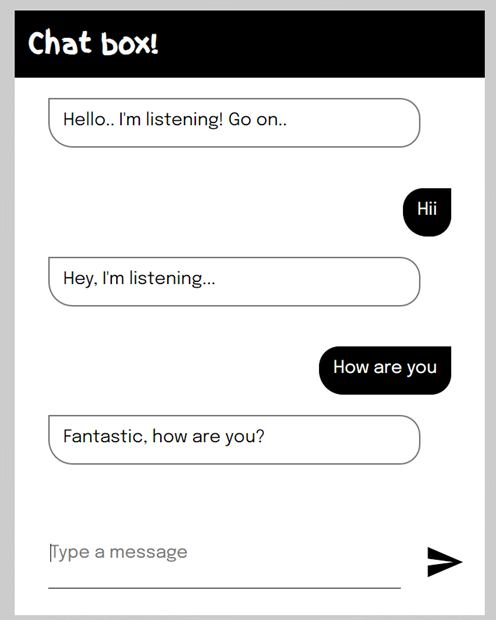 Chat box!
Hello.. I'm listening! Go on..
Hii
Hey, I'm listening...
How are you
Fantastic, how are you?
Type a message